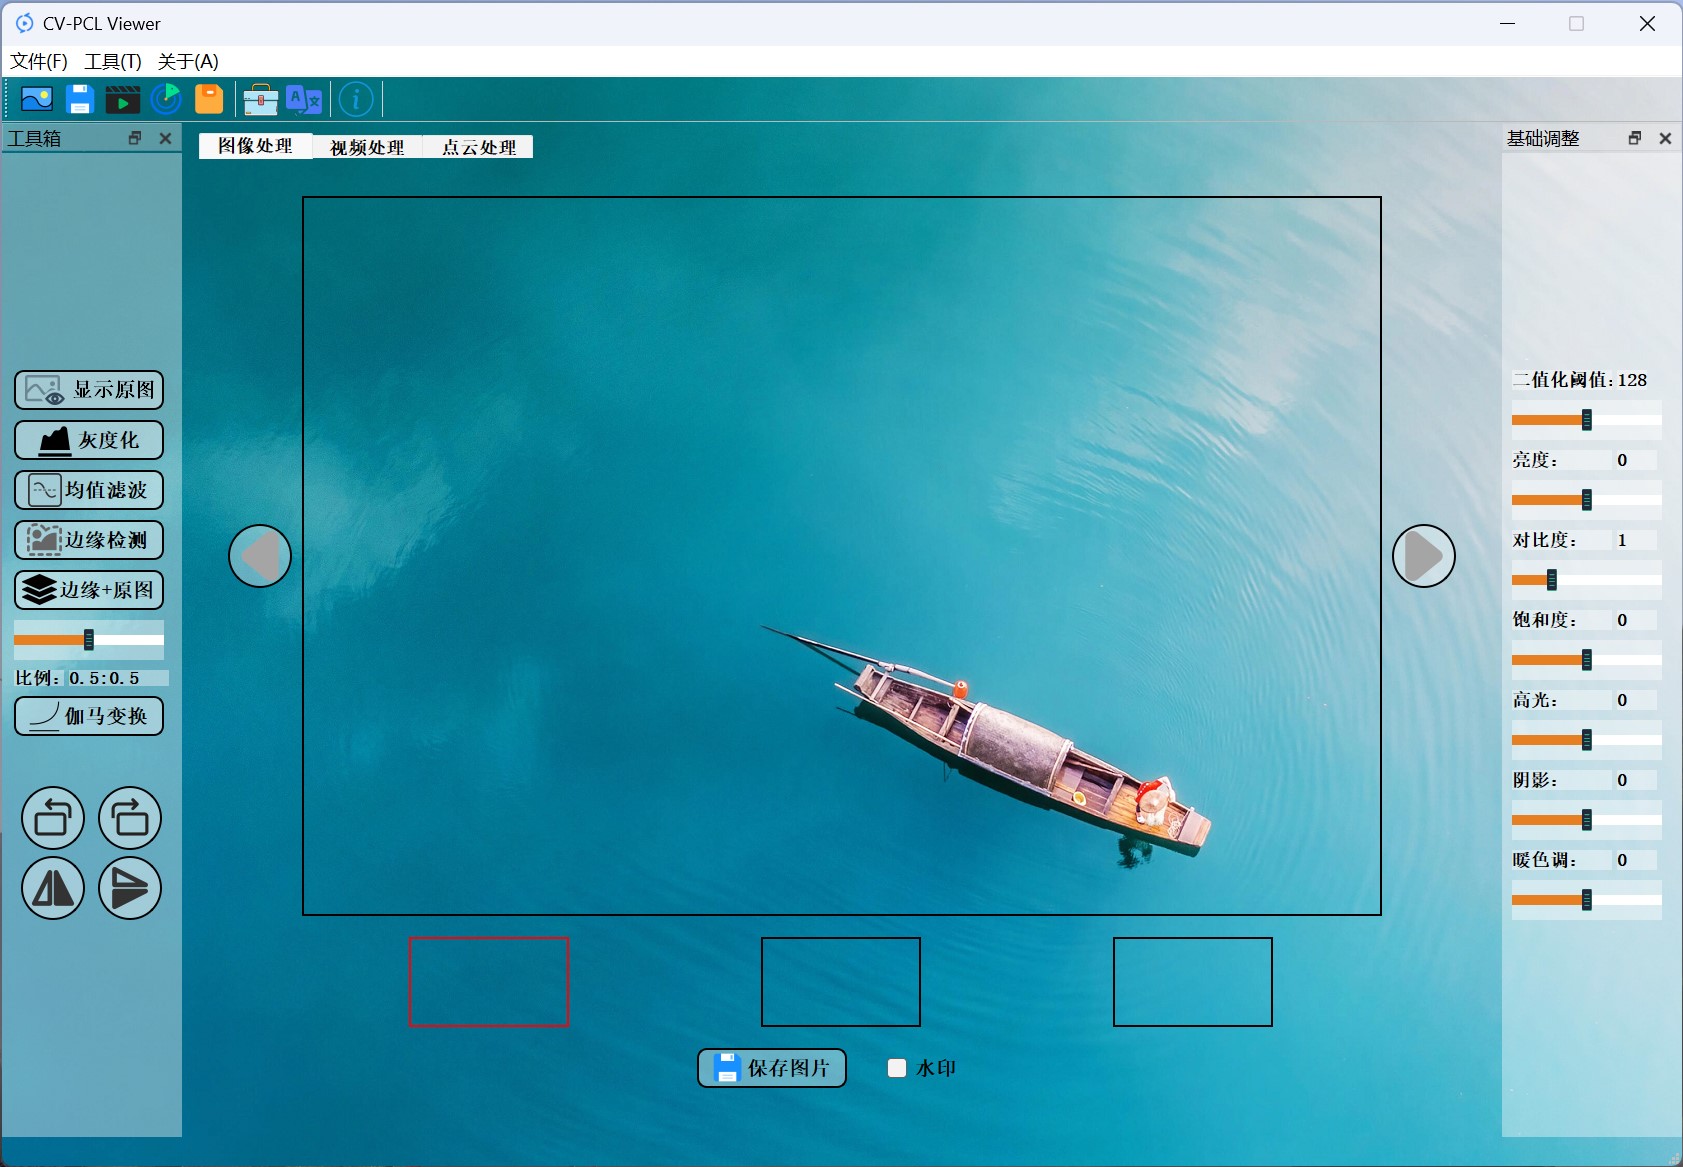 CV-PCL Viewer
文件(F) 工具(T) 关于(A)
工具箱
图像处理 视频处理 点云处理
基础调整
显示原图
灰度化
均值滤波
边缘检测
边缘+原图
比例: 0.5:0.5
伽马变换
二值化阈值: 128
亮度: 0
对比度: 1
饱和度: 0
高光: 0
阴影: 0
暖色调: 0
保存图片 水印